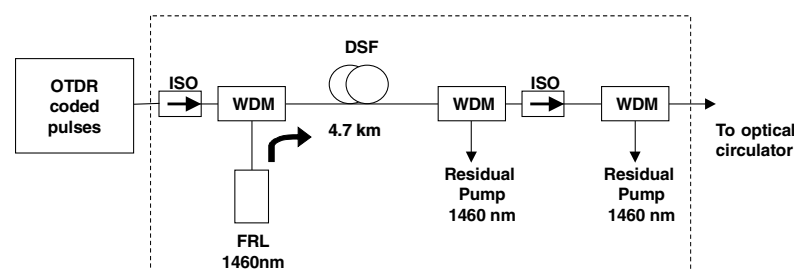 DSF
ISO
ISO
OTDR
coded
pulses
WDM
WDM
WDM
4.7 km
To optical
circulator
Residual
Pump
1460 nm
Residual
Pump
1460 nm
FRL
1460nm